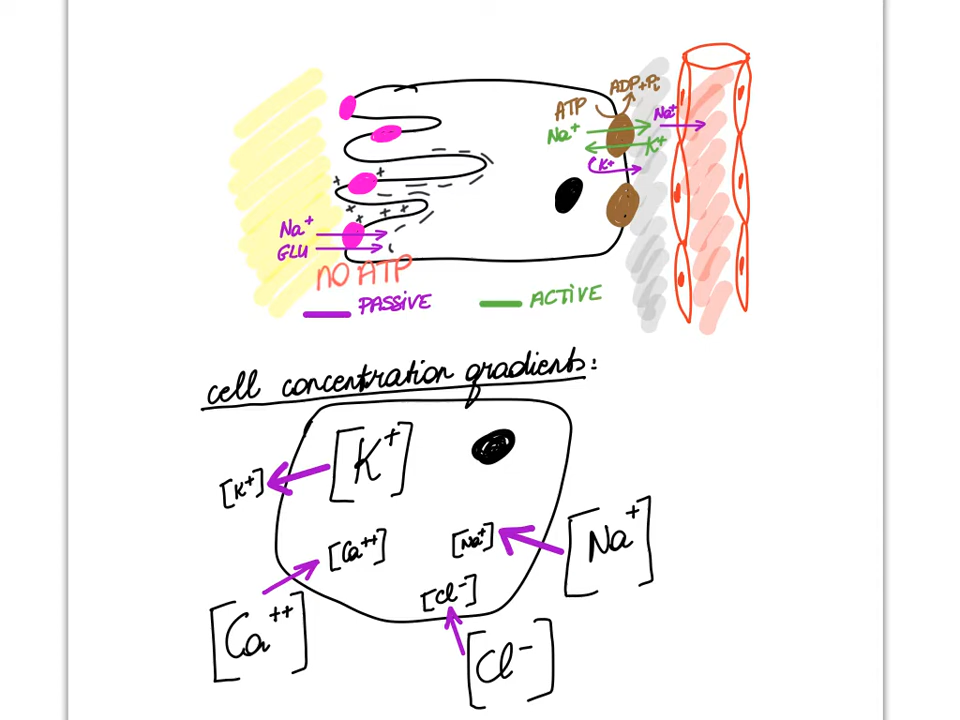 ADP+Pi
ATP
Na+
Na+
K+
K+
Na+
GLU
NO ATP
PASSIVE
ACTIVE
cell concentration gradients:
[K+]
[K+]
[Ca++]
[Na+]
[Na+]
[Cl-]
[Ca++]
[Cl-]